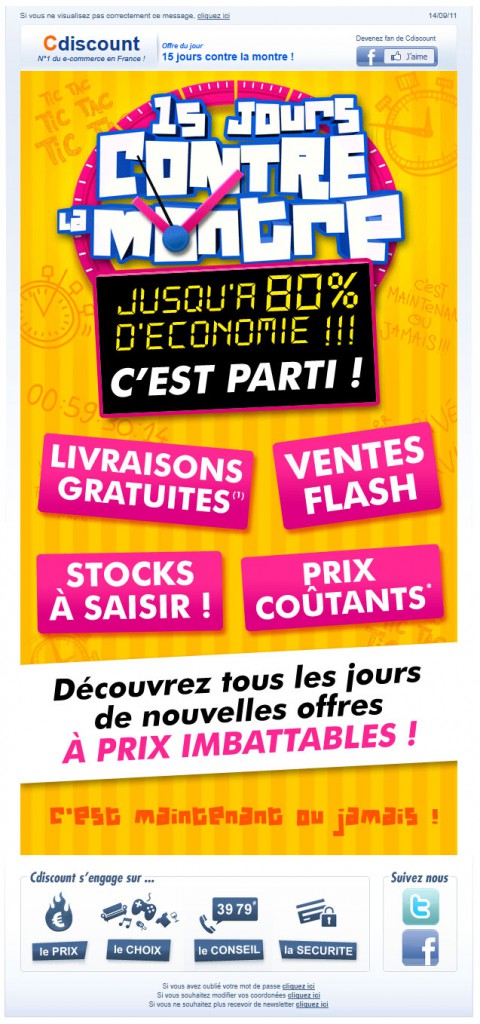 Si vous ne visualisez pas correctement ce message, cliquez ici
14/09/11
Cdiscount
N°1 du e-commerce en France !
Offre du jour
15 jours contre la montre !
Devenez fan de Cdiscount
J'aime
TIC TAC
TIC TAC
TIC TAC
15 JOURS
CONTRE
LA MONTRE
JUSQU'A 80%
D'ECONOMIE !!!
C'EST PARTI !
C'EST
MAINTENANT
OU
JAMAIS !!!
00:59:30:14
LIVRAISONS
GRATUITES(1)
VENTES
FLASH
STOCKS
À SAISIR !
PRIX
COÛTANTS*
Découvrez tous les jours
de nouvelles offres
À PRIX IMBATTABLES !
C'est maintenant ou jamais !
Cdiscount s'engage sur ...
le PRIX
le CHOIX
39 79*
le CONSEIL
la SECURITE
Suivez nous
Si vous avez oublié votre mot de passe cliquez ici
Si vous souhaitez modifier vos coordonées cliquez ici
Si vous ne souhaitez plus recevoir de newsletter cliquez ici